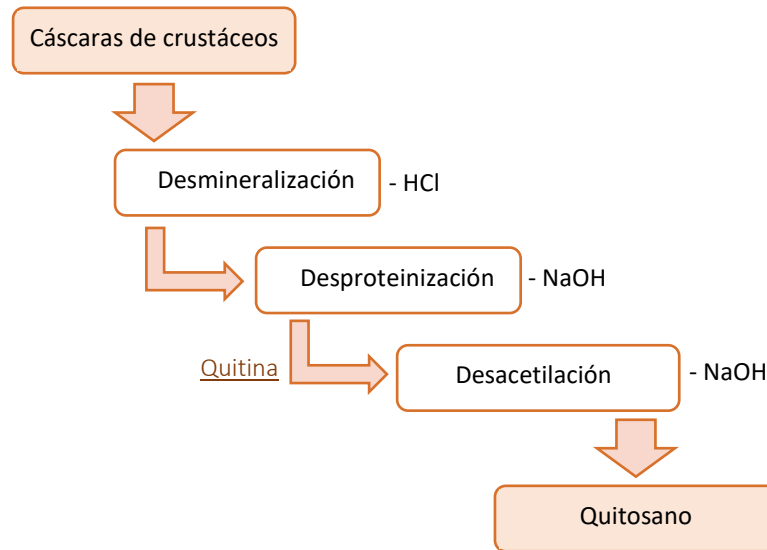 Cáscaras de crustáceos
Desmineralización - HCl
Desproteinización - NaOH
Quitina
Desacetilación - NaOH
Quitosano